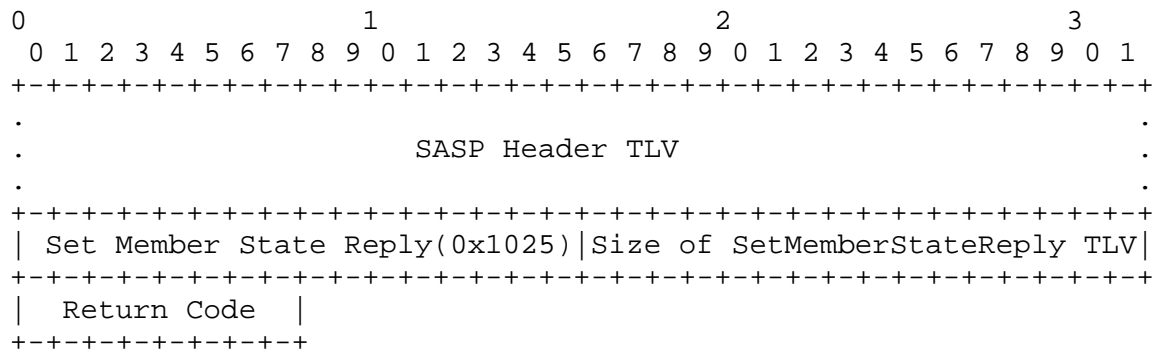 0                   1                   2                   3
 0 1 2 3 4 5 6 7 8 9 0 1 2 3 4 5 6 7 8 9 0 1 2 3 4 5 6 7 8 9 0 1
+-+-+-+-+-+-+-+-+-+-+-+-+-+-+-+-+-+-+-+-+-+-+-+-+-+-+-+-+-+-+-+-+
.                                                               .
.                      SASP Header TLV                          .
.                                                               .
+-+-+-+-+-+-+-+-+-+-+-+-+-+-+-+-+-+-+-+-+-+-+-+-+-+-+-+-+-+-+-+-+
| Set Member State Reply(0x1025)|Size of SetMemberStateReply TLV|
+-+-+-+-+-+-+-+-+-+-+-+-+-+-+-+-+-+-+-+-+-+-+-+-+-+-+-+-+-+-+-+-+
|  Return Code  |
+-+-+-+-+-+-+-+-+